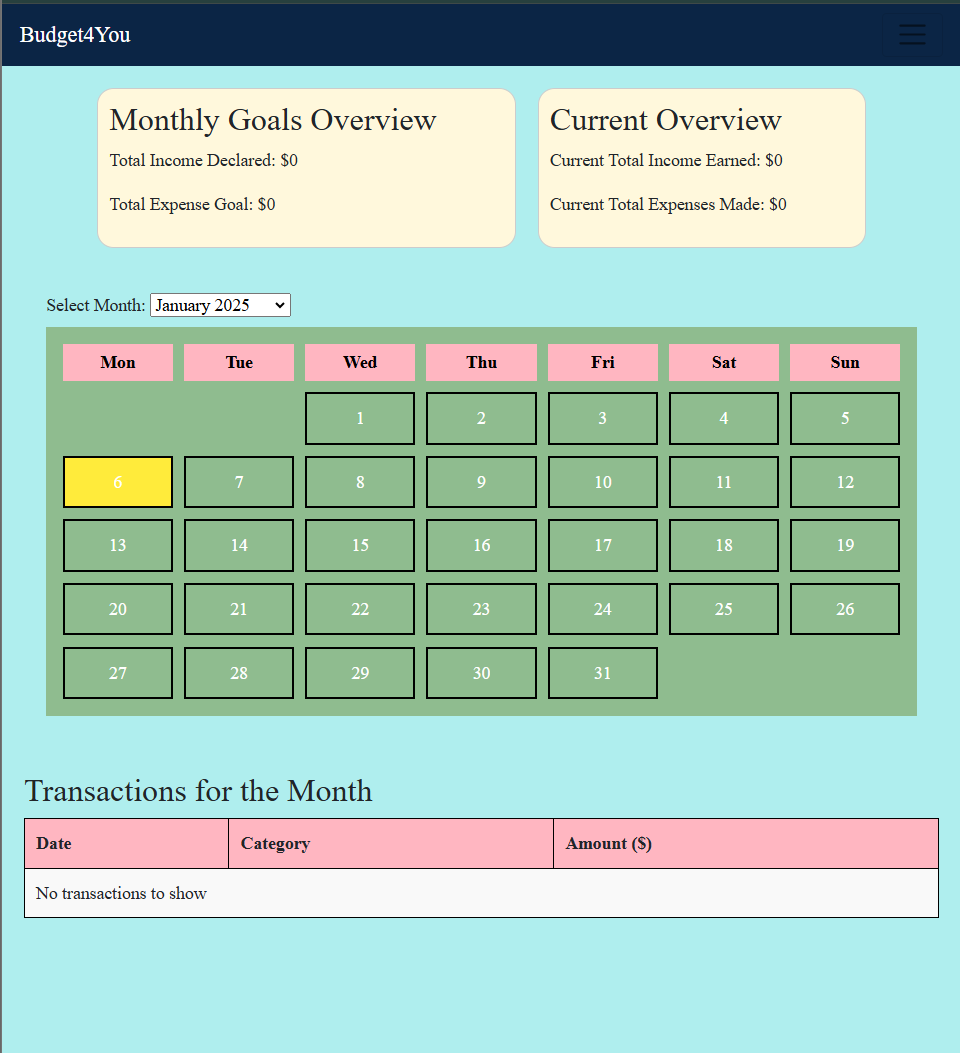 Budget4You
Monthly Goals Overview
Total Income Declared: $0
Total Expense Goal: $0
Current Overview
Current Total Income Earned: $0
Current Total Expenses Made: $0
Select Month: January 2025
Mon Tue Wed Thu Fri Sat Sun
1 2 3 4 5
6 7 8 9 10 11 12
13 14 15 16 17 18 19
20 21 22 23 24 25 26
27 28 29 30 31
Transactions for the Month
Date Category Amount ($)
No transactions to show